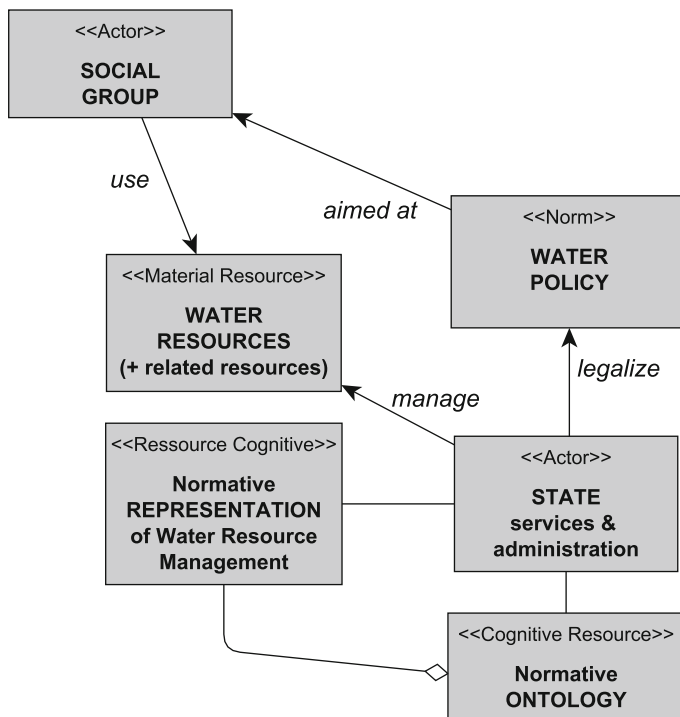 <<Actor>>
SOCIAL
GROUP
use
aimed at
<<Norm>>
WATER
POLICY
<<Material Resource>>
WATER
RESOURCES
(+ related resources)
legalize
manage
<<Ressource Cognitive>>
Normative
REPRESENTATION
of Water Resource
Management
<<Actor>>
STATE
services &
administration
<<Cognitive Resource>>
Normative
ONTOLOGY